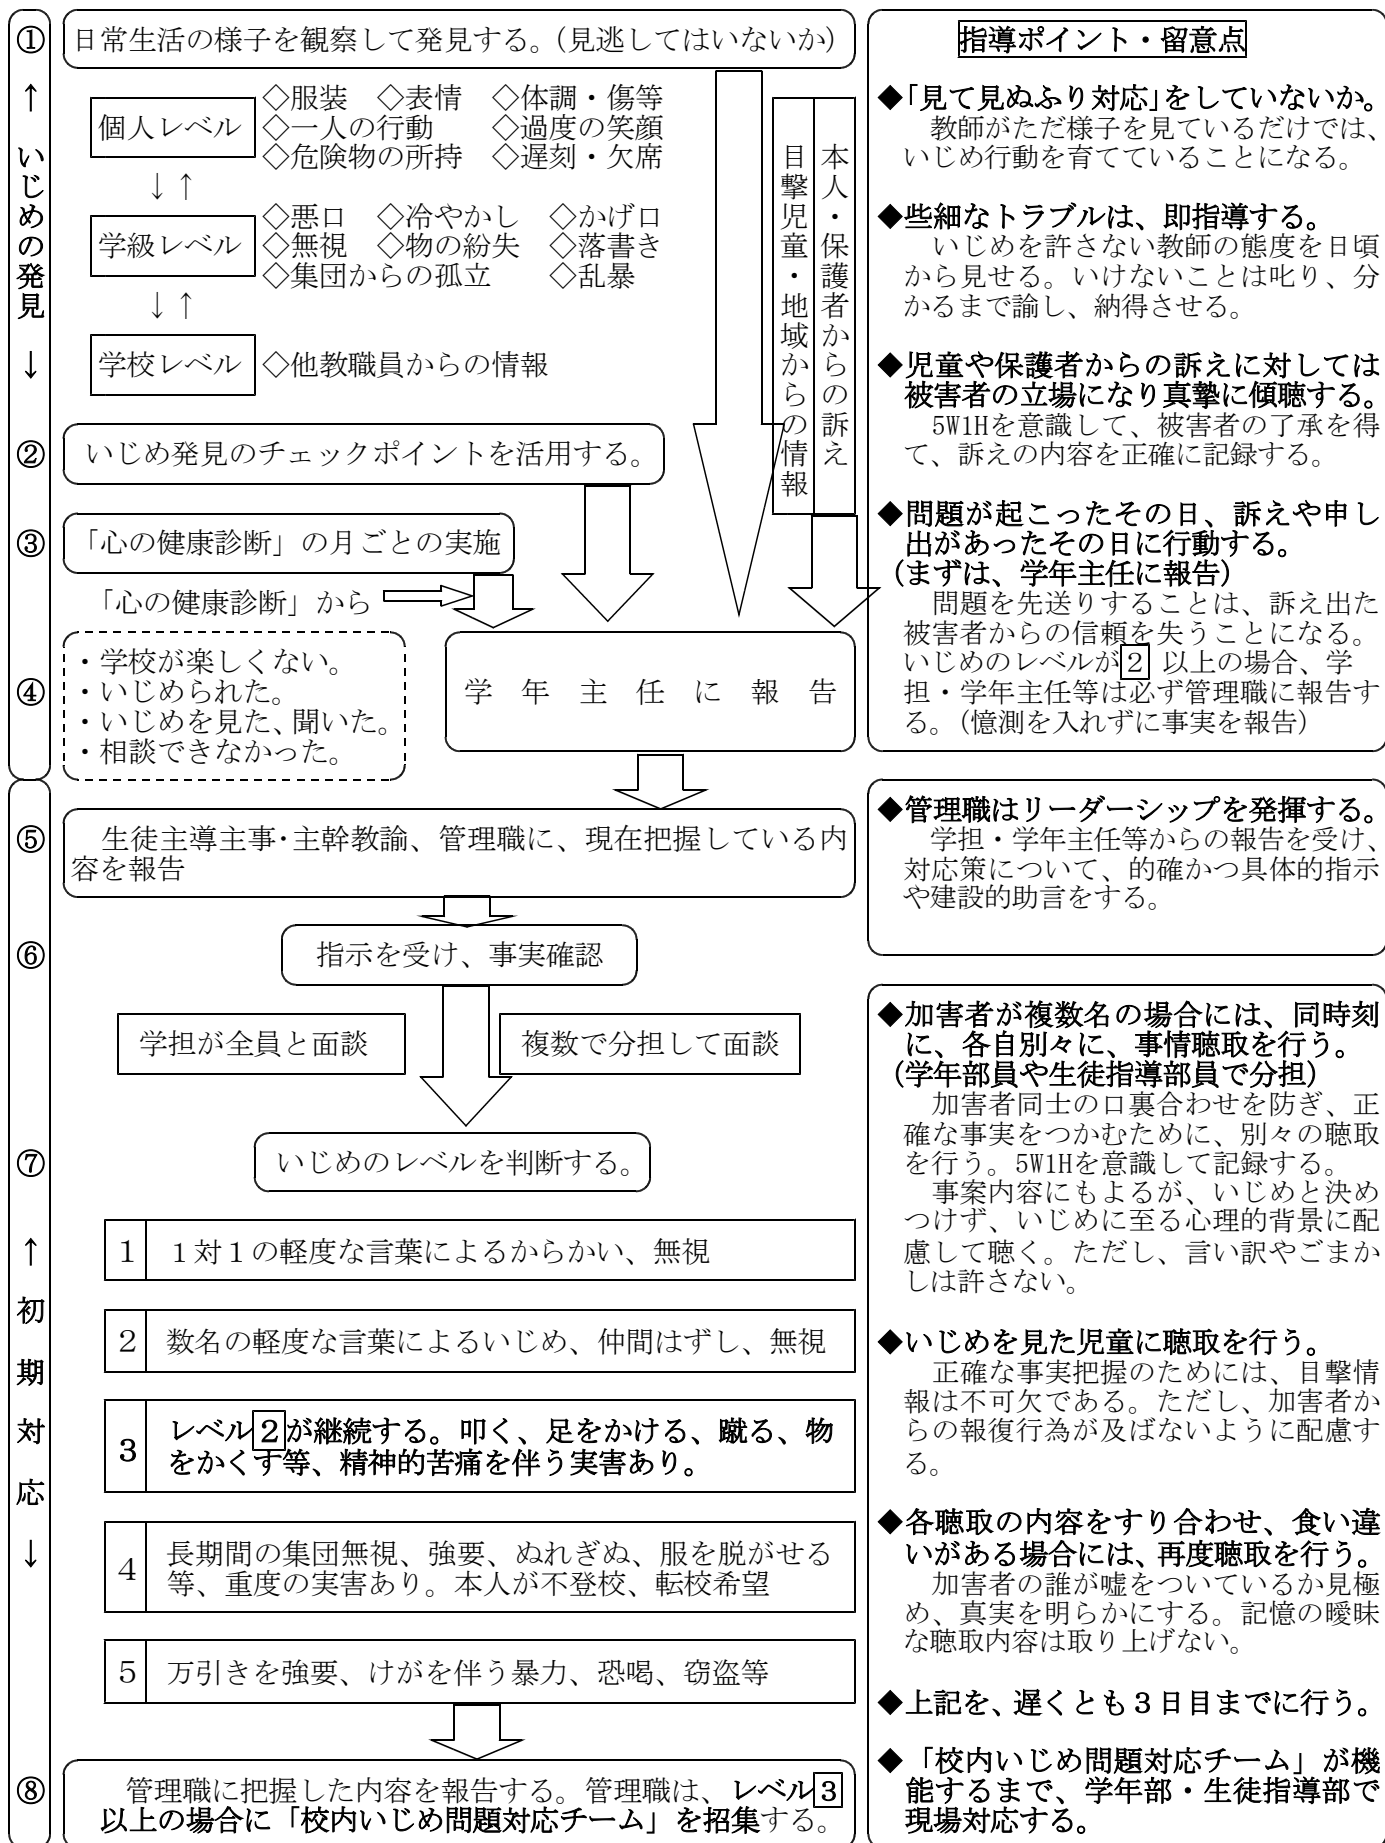 ①
↑
いじめの発見
↓
②
③
④
日常生活の様子を観察して発見する。(見逃してはいないか)
個人レベル
◇服装　◇表情　◇体調・傷等
◇一人の行動　　◇過度の笑顔
◇危険物の所持　◇遅刻・欠席
↓↑
学級レベル
◇悪口　◇冷やかし　◇かげ口
◇無視　◇物の紛失　◇落書き
◇集団からの孤立　　◇乱暴
↓↑
学校レベル
◇他教職員からの情報
本人・保護者からの訴え
目撃児童・地域からの情報
いじめ発見のチェックポイントを活用する。
「心の健康診断」の月ごとの実施
「心の健康診断」から
・学校が楽しくない。
・いじめられた。
・いじめを見た、聞いた。
・相談できなかった。
学　年　主　任　に　報　告
指導ポイント・留意点
◆「見て見ぬふり対応」をしていないか。
教師がただ様子を見ているだけでは、
いじめ行動を育てていることになる。
◆些細なトラブルは、即指導する。
いじめを許さない教師の態度を日頃
から見せる。いけないことは叱り、分
かるまで諭し、納得させる。
◆児童や保護者からの訴えに対しては
被害者の立場になり真摯に傾聴する。
5W1Hを意識して、被害者の了承を得
て、訴えの内容を正確に記録する。
◆問題が起こったその日、訴えや申し
出があったその日に行動する。
(まずは、学年主任に報告)
問題を先送りすることは、訴え出た
被害者からの信頼を失うことになる。
いじめのレベルが2 以上の場合、学
担・学年主任等は必ず管理職に報告す
る。(憶測を入れずに事実を報告)
⑤
⑥
⑦
↑
初期対応
↓
⑧
生徒主導主事・主幹教諭、管理職に、現在把握している内
容を報告
指示を受け、事実確認
学担が全員と面談
複数で分担して面談
いじめのレベルを判断する。
1　１対１の軽度な言葉によるからかい、無視
2　数名の軽度な言葉によるいじめ、仲間はずし、無視
3
レベル2が継続する。叩く、足をかける、蹴る、物
をかくす等、精神的苦痛を伴う実害あり。
4
長期間の集団無視、強要、ぬれぎぬ、服を脱がせる
等、重度の実害あり。本人が不登校、転校希望
5　万引きを強要、けがを伴う暴力、恐喝、窃盗等
管理職に把握した内容を報告する。管理職は、レベル3
以上の場合に「校内いじめ問題対応チーム」を招集する。
◆管理職はリーダーシップを発揮する。
学担・学年主任等からの報告を受け、
対応策について、的確かつ具体的指示
や建設的助言をする。
◆加害者が複数名の場合には、同時刻
に、各自別々に、事情聴取を行う。
(学年部員や生徒指導部員で分担)
加害者同士の口裏合わせを防ぎ、正
確な事実をつかむために、別々の聴取
を行う。5W1Hを意識して記録する。
事案内容にもよるが、いじめと決め
つけず、いじめに至る心理的背景に配
慮して聴く。ただし、言い訳やごまか
しは許さない。
◆いじめを見た児童に聴取を行う。
正確な事実把握のためには、目撃情
報は不可欠である。ただし、加害者か
らの報復行為が及ばないように配慮す
る。
◆各聴取の内容をすり合わせ、食い違
いがある場合には、再度聴取を行う。
加害者の誰が嘘をついているか見極
め、真実を明らかにする。記憶の曖昧
な聴取内容は取り上げない。
◆上記を、遅くとも３日目までに行う。
◆「校内いじめ問題対応チーム」が機
能するまで、学年部・生徒指導部で
現場対応する。